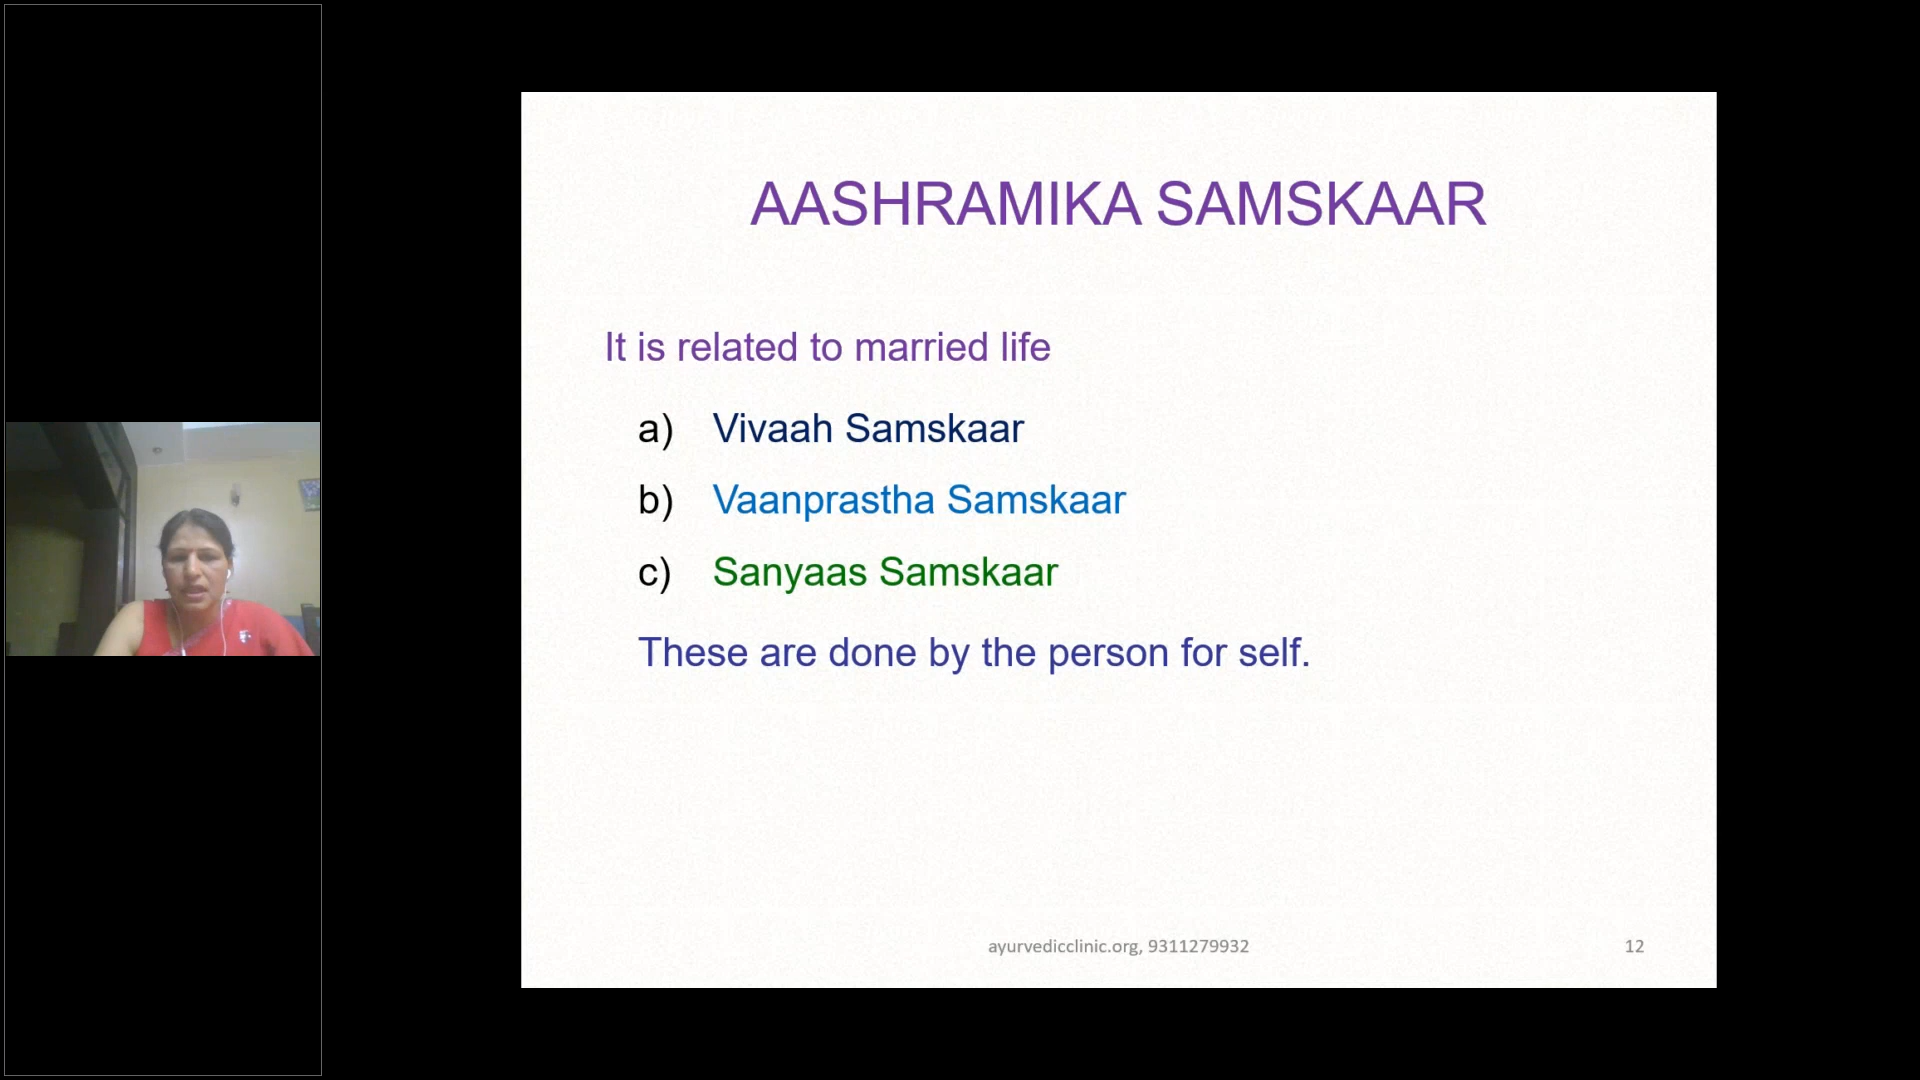 AASHRAMIKA SAMSKAAR
It is related to married life
a) Vivaah Samskaar
b) Vaanprastha Samskaar
c) Sanyaas Samskaar
These are done by the person for self.
ayurvedicclinic.org, 9311279932
12